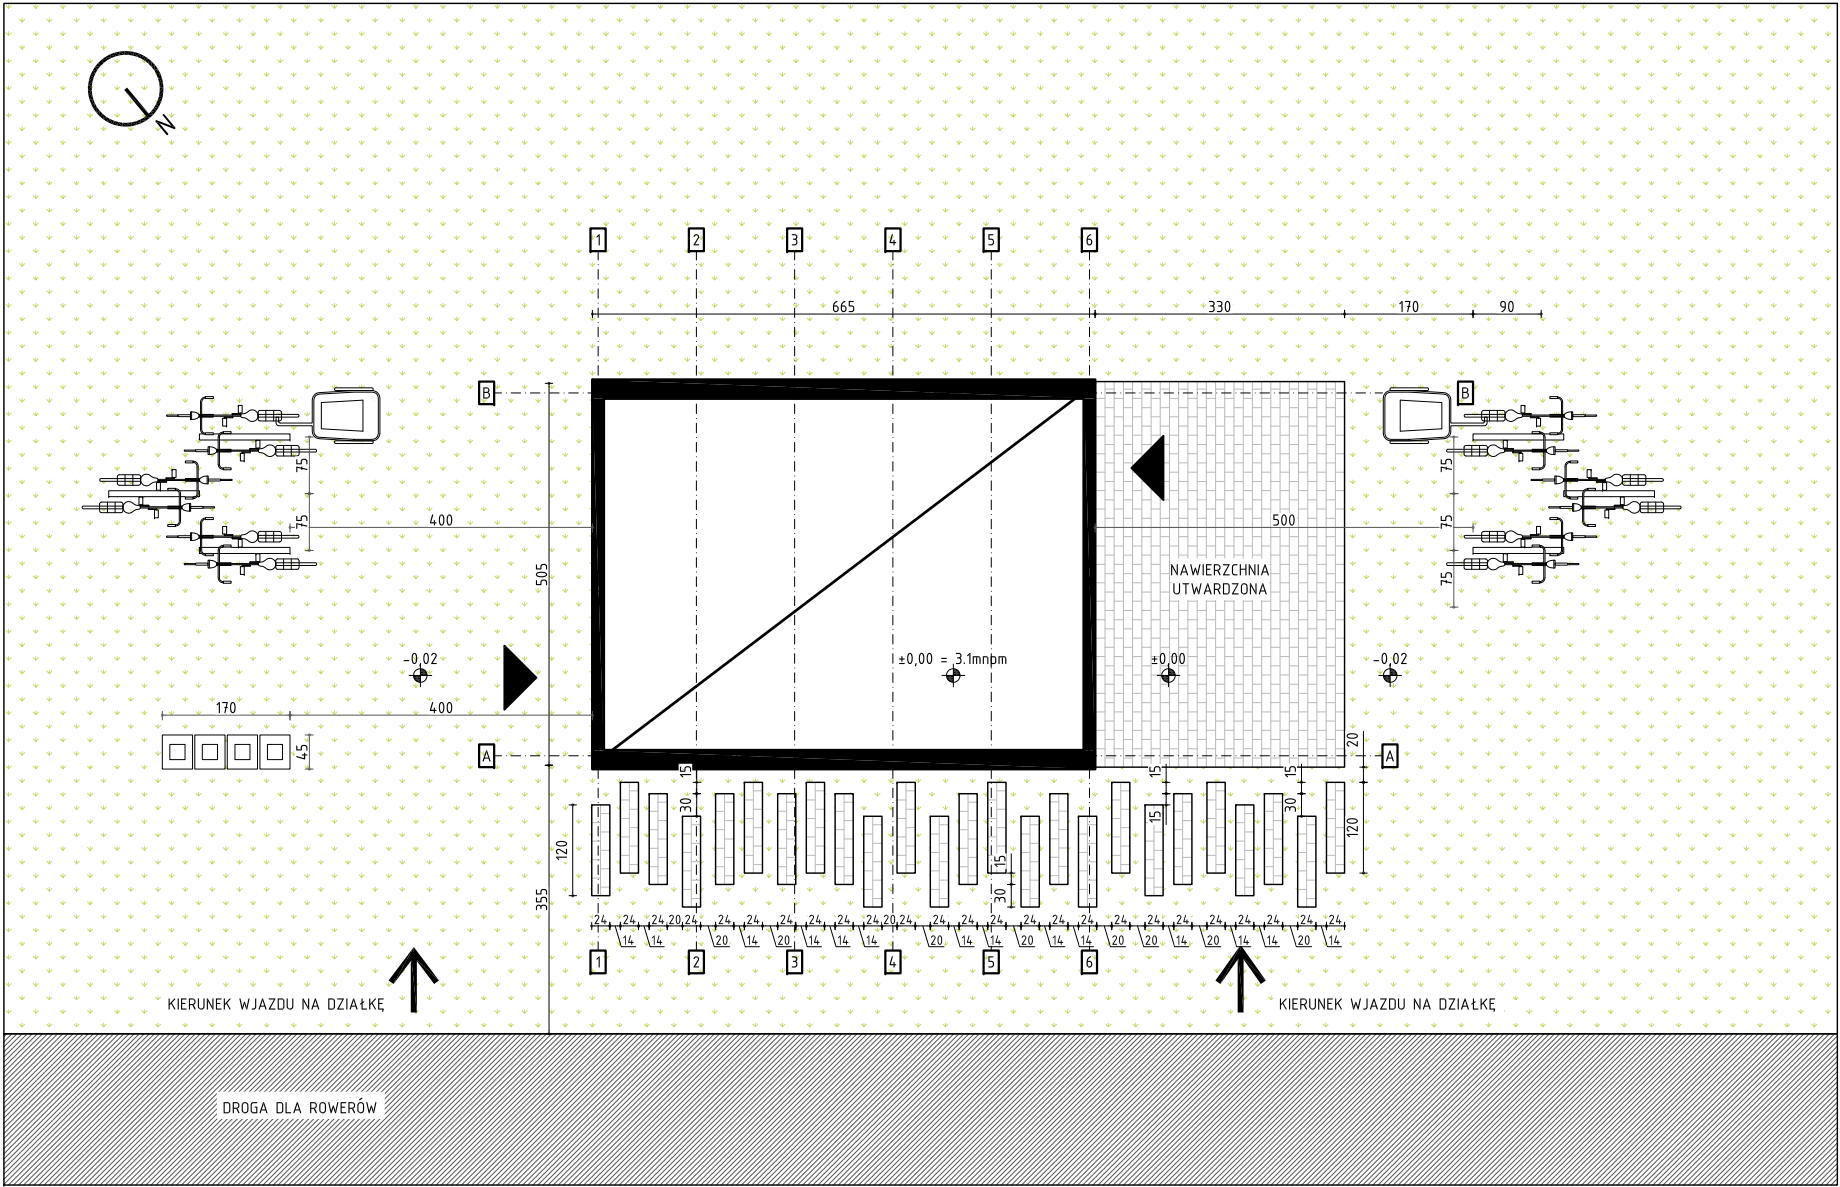 N
1 2 3 4 5 6
665 330 170 90
B B
75 75
75 75 75
400 500
505
NAWIERZCHNIA
UTWARDZONA
-0,02 ±0,00 = 3.1mnpm ±0,00 -0,02
170 400
45
A A
20
15 15 15
30 15 30
120 120
15
30
355
24 24 24 20 24 24 24 24 24 24 20 24 24 24 24 24 24 24 24 24 24 24 24 24 24 24
14 14 20 14 20 14 14 20 14 14 20 14 14 20 20 14 20 14 14 20 14
1 2 3 4 5 6
KIERUNEK WJAZDU NA DZIAŁKĘ KIERUNEK WJAZDU NA DZIAŁKĘ
DROGA DLA ROWERÓW